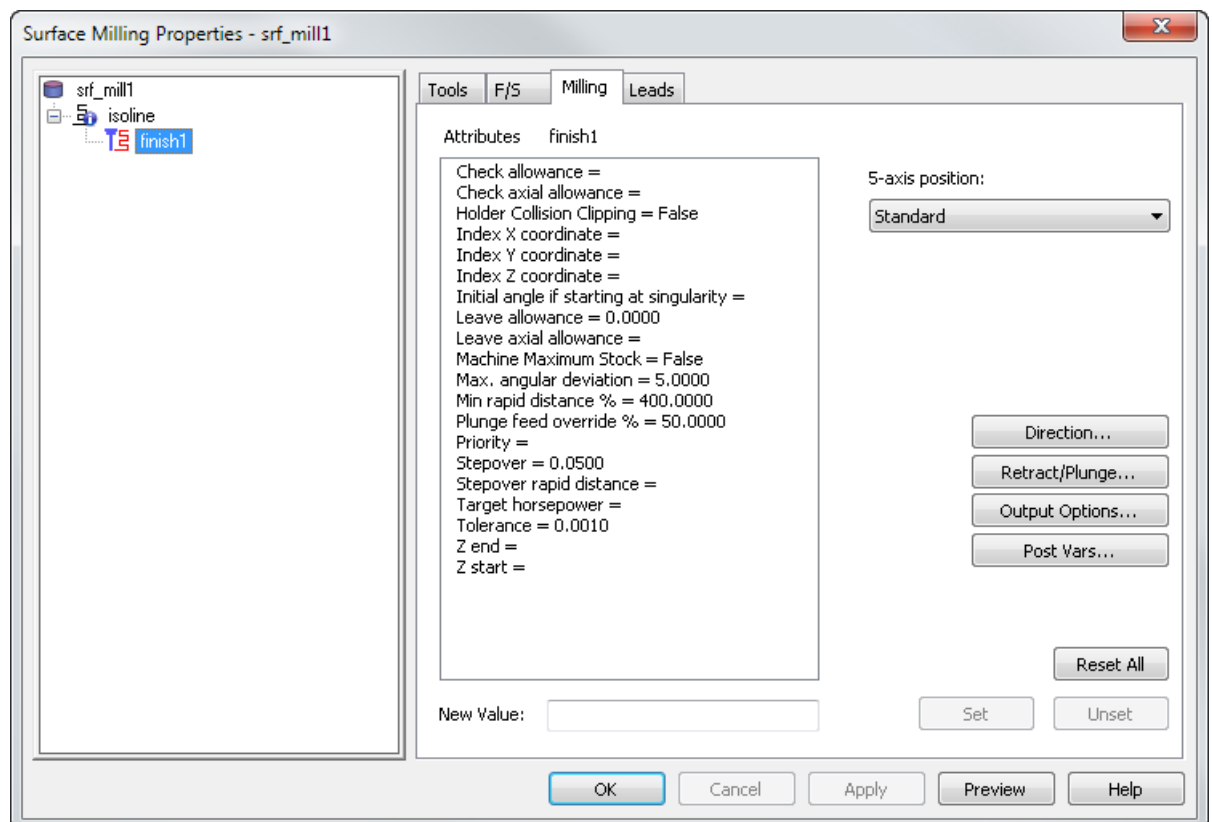 Surface Milling Properties - srf_mill1
srf_mill1
isoline
finish1
Tools F/S Milling Leads
Attributes finish1
Check allowance =
Check axial allowance =
Holder Collision Clipping = False
Index X coordinate =
Index Y coordinate =
Index Z coordinate =
Initial angle if starting at singularity =
Leave allowance = 0.0000
Leave axial allowance =
Machine Maximum Stock = False
Max. angular deviation = 5.0000
Min rapid distance % = 400.0000
Plunge feed override % = 50.0000
Priority =
Stepover = 0.0500
Stepover rapid distance =
Target horsepower =
Tolerance = 0.0010
Z end =
Z start =
5-axis position:
Standard
Direction...
Retract/Plunge...
Output Options...
Post Vars...
Reset All
New Value: Set Unset
OK Cancel Apply Preview Help